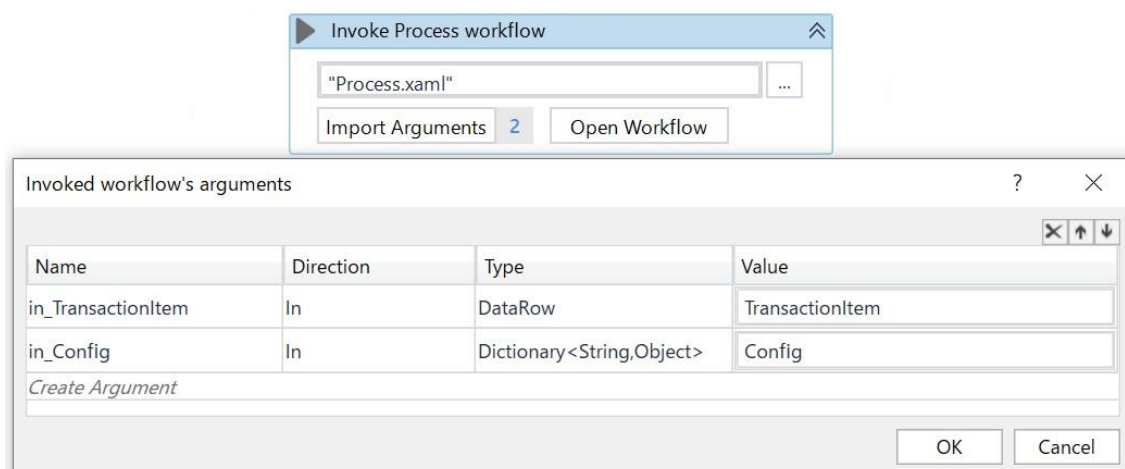 Invoke Process workflow
"Process.xaml"
...
Import Arguments 2 Open Workflow
Invoked workflow's arguments ?
Name Direction Type Value
in_TransactionItem In DataRow TransactionItem
in_Config In Dictionary<String,Object> Config
Create Argument
OK Cancel